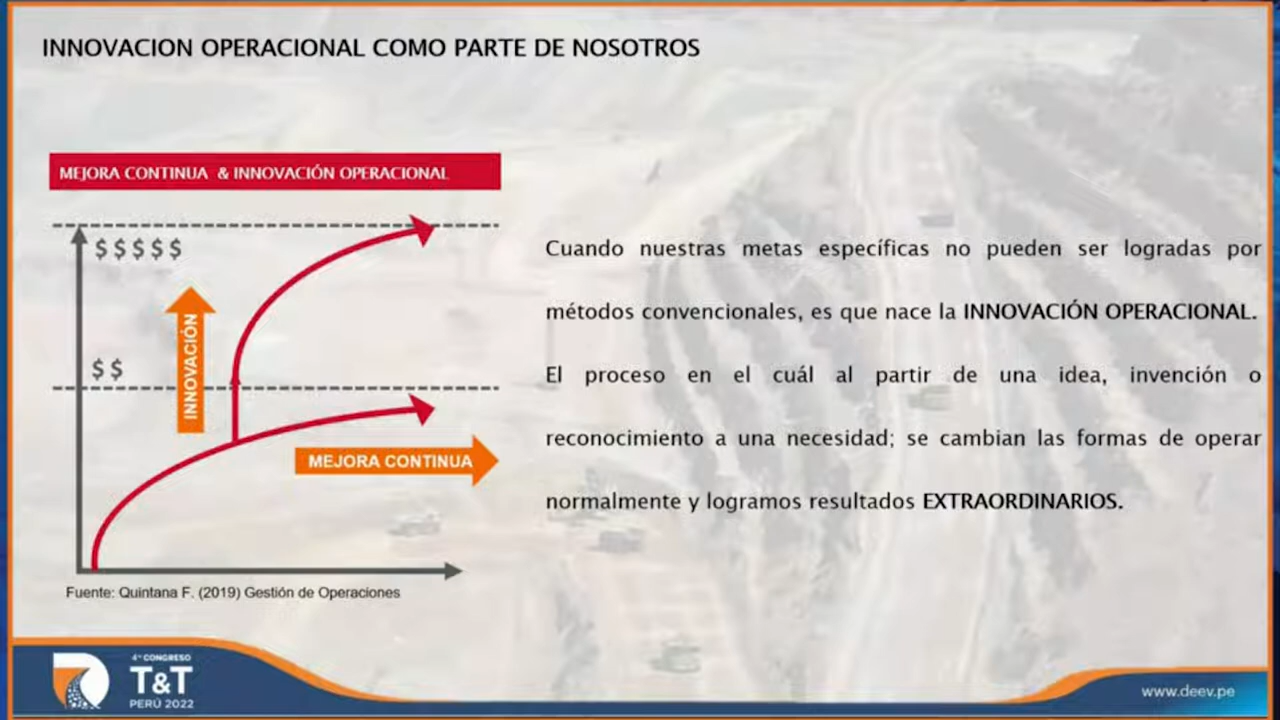 INNOVACION OPERACIONAL COMO PARTE DE NOSOTROS
MEJORA CONTINUA & INNOVACIÓN OPERACIONAL
$$$$$
INNOVACIÓN
$$
MEJORA CONTINUA
Fuente: Quintana F. (2019) Gestión de Operaciones
Cuando nuestras metas específicas no pueden ser logradas por
métodos convencionales, es que nace la INNOVACIÓN OPERACIONAL.
El proceso en el cuál al partir de una idea, invención o
reconocimiento a una necesidad; se cambian las formas de operar
normalmente y logramos resultados EXTRAORDINARIOS.
4to CONGRESO
T&T
PERÚ 2022
www.deev.pe